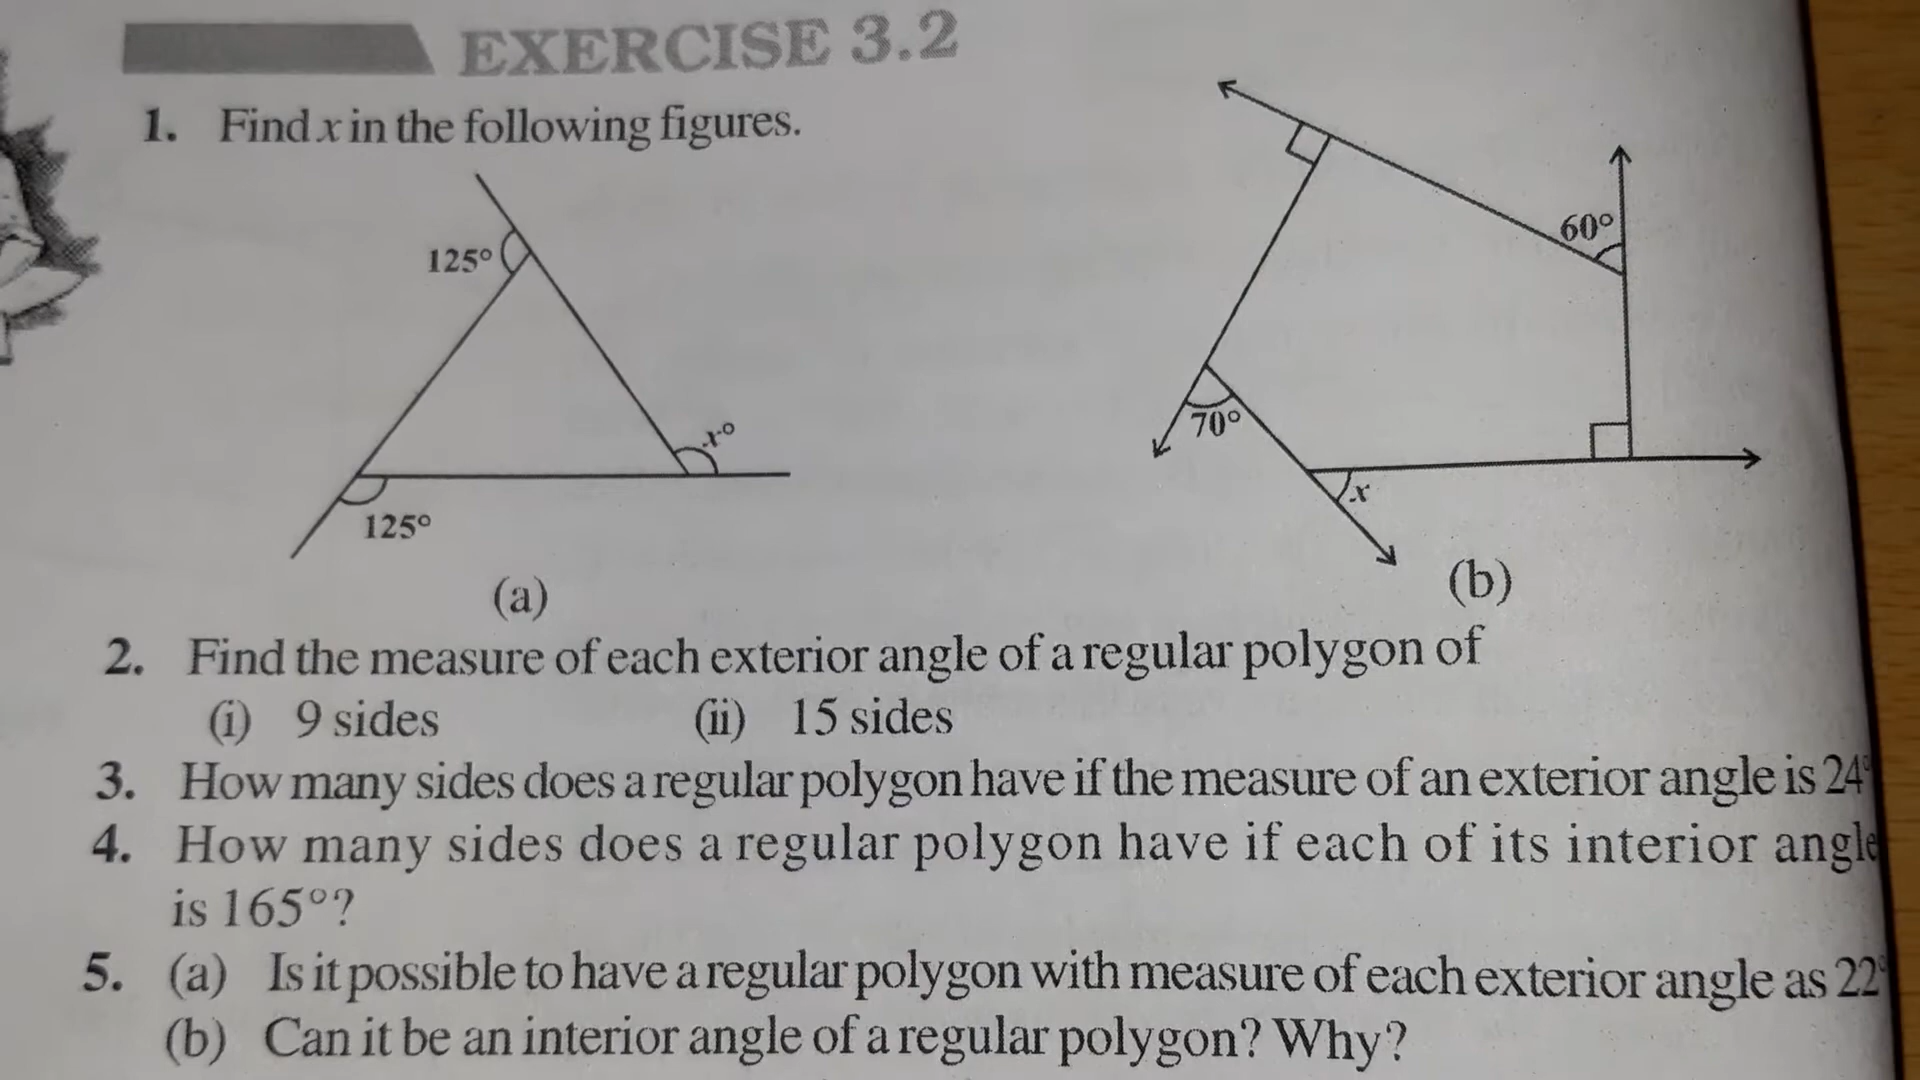 EXERCISE 3.2
1. Find x in the following figures.
125°
125°
x°
(a)
60°
70°
x
(b)
2. Find the measure of each exterior angle of a regular polygon of
(i) 9 sides (ii) 15 sides
3. How many sides does a regular polygon have if the measure of an exterior angle is 24°
4. How many sides does a regular polygon have if each of its interior angle
is 165°?
5. (a) Is it possible to have a regular polygon with measure of each exterior angle as 22°
(b) Can it be an interior angle of a regular polygon? Why?